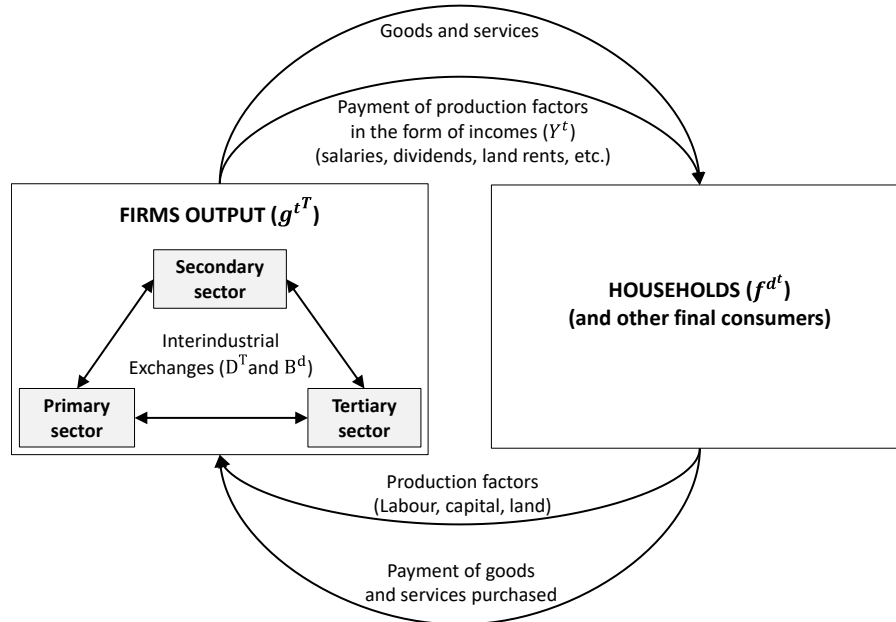 Goods and services
Payment of production factors
in the form of incomes (Y^t)
(salaries, dividends, land rents, etc.)
FIRMS OUTPUT (g^{t^T})
Secondary
sector
Interindustrial
Exchanges (D^T and B^d)
Primary
sector
Tertiary
sector
HOUSEHOLDS (f^{d^t})
(and other final consumers)
Production factors
(Labour, capital, land)
Payment of goods
and services purchased